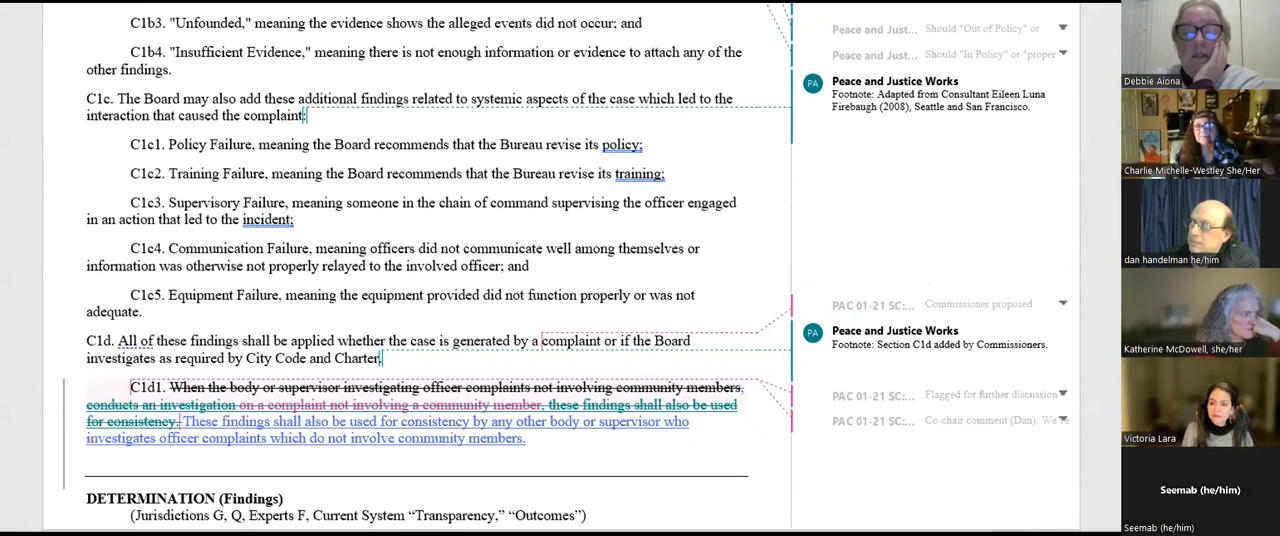 C1b3. "Unfounded," meaning the evidence shows the alleged events did not occur; and
C1b4. "Insufficient Evidence," meaning there is not enough information or evidence to attach any of the
other findings.
C1c. The Board may also add these additional findings related to systemic aspects of the case which led to the
interaction that caused the complaint:
C1c1. Policy Failure, meaning the Board recommends that the Bureau revise its policy;
C1c2. Training Failure, meaning the Board recommends that the Bureau revise its training;
C1c3. Supervisory Failure, meaning someone in the chain of command supervising the officer engaged
in an action that led to the incident;
C1c4. Communication Failure, meaning officers did not communicate well among themselves or
information was otherwise not properly relayed to the involved officer; and
C1c5. Equipment Failure, meaning the equipment provided did not function properly or was not
adequate.
C1d. All of these findings shall be applied whether the case is generated by a complaint or if the Board
investigates as required by City Code and Charter.
C1d1. When the body or supervisor investigating officer complaints not involving community members,
conducts an investigation on a complaint not involving a community member, these findings shall also be used
for consistency. These findings shall also be used for consistency by any other body or supervisor who
investigates officer complaints which do not involve community members.
DETERMINATION (Findings)
(Jurisdictions G, Q, Experts F, Current System “Transparency,” “Outcomes”)
Peace and Just... Should "Out of Policy" or
Peace and Just... Should "In Policy" or "proper
PA Peace and Justice Works
Footnote: Adapted from Consultant Eileen Luna
Firebaugh (2008), Seattle and San Francisco.
PAC 01-21 SC:... Commissioner proposed
PA Peace and Justice Works
Footnote: Section C1d added by Commissioners.
PAC 01-21 SC:... Flagged for further discussion
PAC 01-21 SC:... Co-chair comment (Dan): We're
Debbie Aiona
Charlie Michelle-Westley She/Her
dan handelman he/him
Katherine McDowell, she/her
Victoria Lara
Seemab (he/him)
Seemab (he/him)